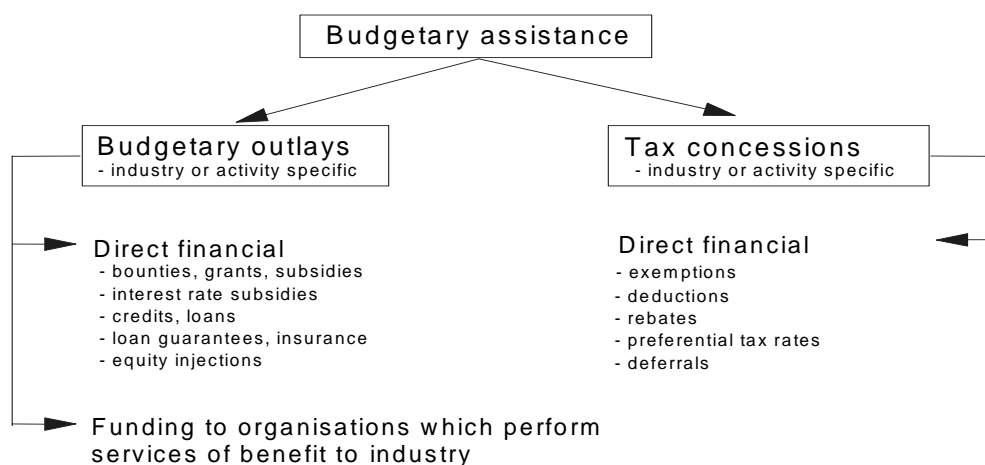 Budgetary assistance
Budgetary outlays
- industry or activity specific
Tax concessions
- industry or activity specific
Direct financial
- bounties, grants, subsidies
- interest rate subsidies
- credits, loans
- loan guarantees, insurance
- equity injections
Direct financial
- exemptions
- deductions
- rebates
- preferential tax rates
- deferrals
Funding to organisations which perform
services of benefit to industry